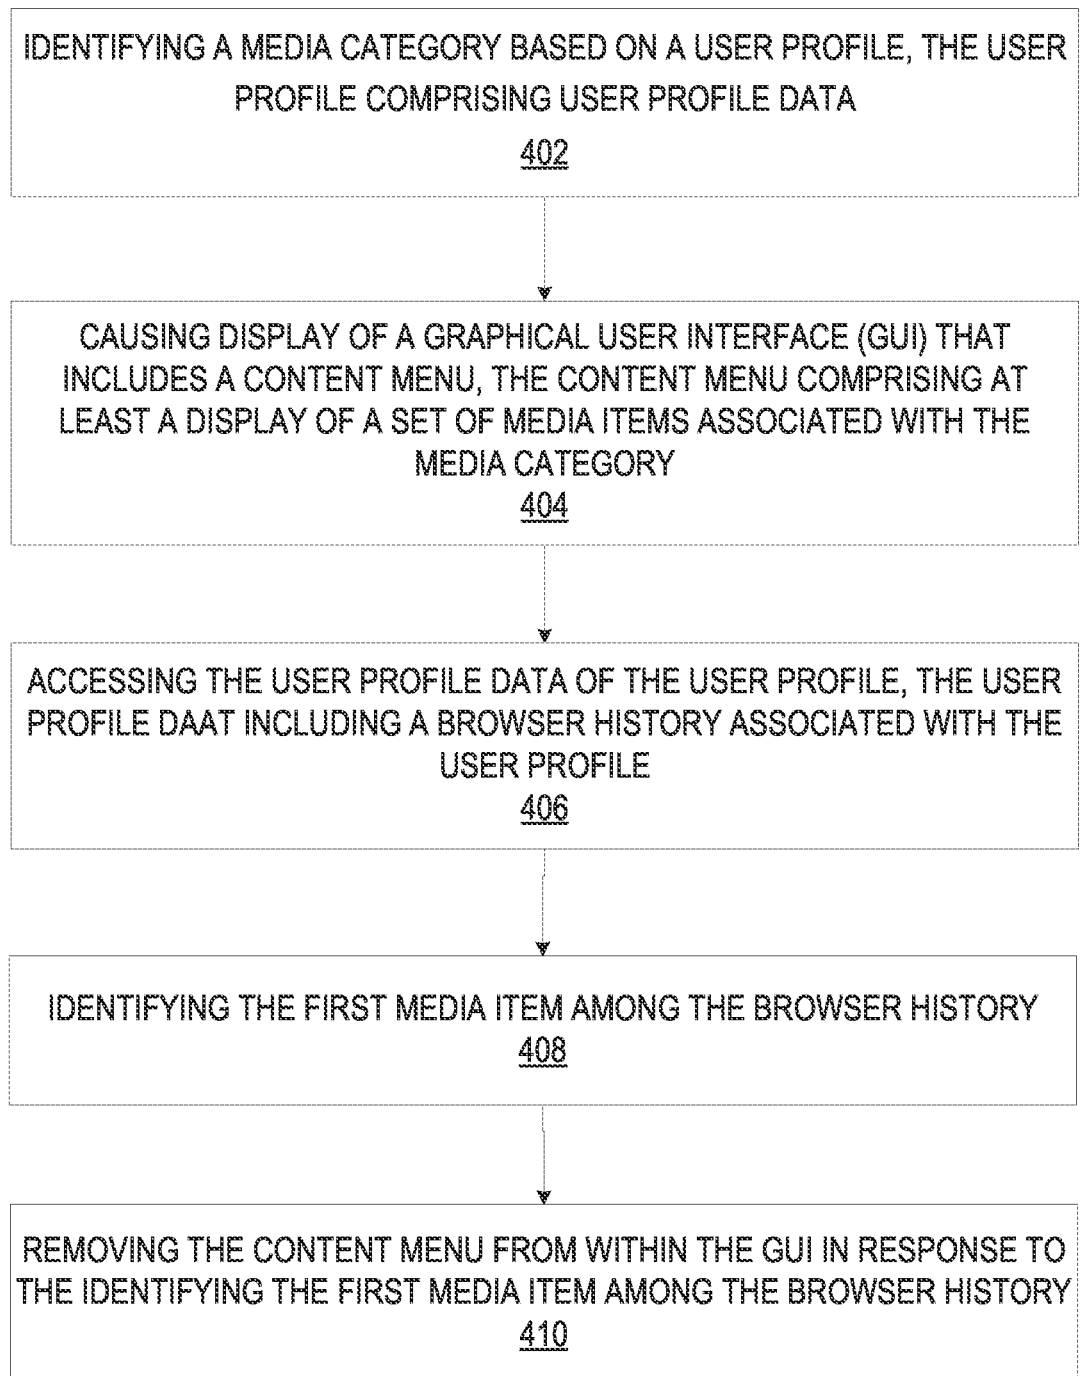 IDENTIFYING A MEDIA CATEGORY BASED ON A USER PROFILE, THE USER
PROFILE COMPRISING USER PROFILE DATA
402
CAUSING DISPLAY OF A GRAPHICAL USER INTERFACE (GUI) THAT
INCLUDES A CONTENT MENU, THE CONTENT MENU COMPRISING AT
LEAST A DISPLAY OF A SET OF MEDIA ITEMS ASSOCIATED WITH THE
MEDIA CATEGORY
404
ACCESSING THE USER PROFILE DATA OF THE USER PROFILE, THE USER
PROFILE DAAT INCLUDING A BROWSER HISTORY ASSOCIATED WITH THE
USER PROFILE
406
IDENTIFYING THE FIRST MEDIA ITEM AMONG THE BROWSER HISTORY
408
REMOVING THE CONTENT MENU FROM WITHIN THE GUI IN RESPONSE TO
THE IDENTIFYING THE FIRST MEDIA ITEM AMONG THE BROWSER HISTORY
410